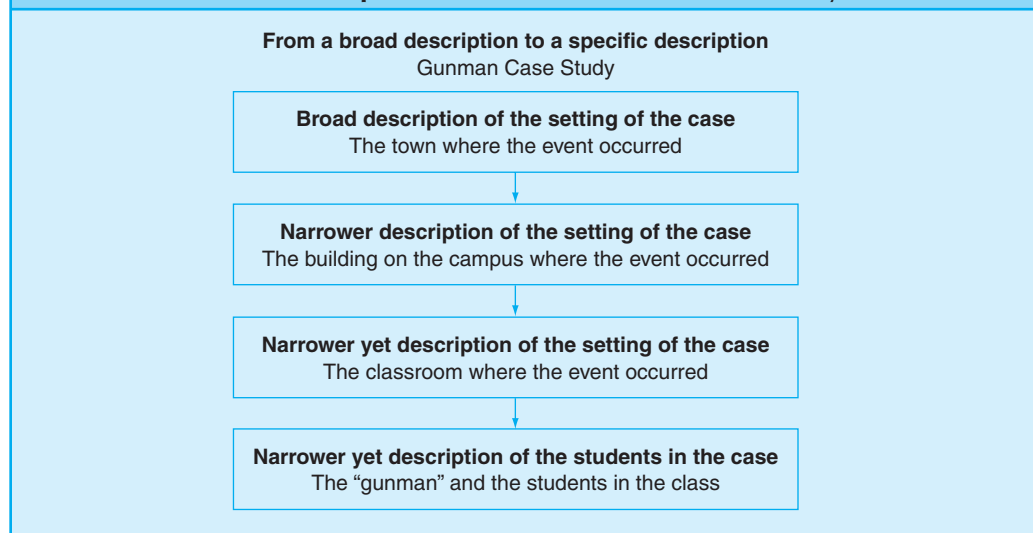 From a broad description to a specific description
Gunman Case Study
Broad description of the setting of the case
The town where the event occurred
Narrower description of the setting of the case
The building on the campus where the event occurred
Narrower yet description of the setting of the case
The classroom where the event occurred
Narrower yet description of the students in the case
The “gunman” and the students in the class